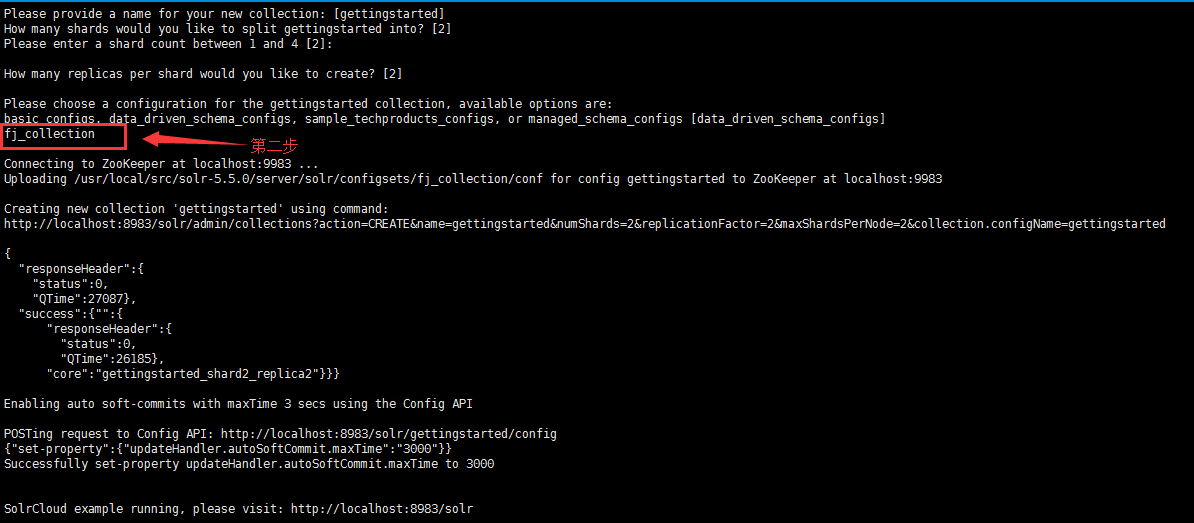 Please provide a name for your new collection: [gettingstarted]
How many shards would you like to split gettingstarted into? [2]
Please enter a shard count between 1 and 4 [2]:
How many replicas per shard would you like to create? [2]
Please choose a configuration for the gettingstarted collection, available options are:
basic_configs, data_driven_schema_configs, sample_techproducts_configs, or managed_schema_configs [data_driven_schema_configs]
fj_collection
第二步
Connecting to ZooKeeper at localhost:9983 ...
Uploading /usr/local/src/solr-5.5.0/server/solr/configsets/fj_collection/conf for config gettingstarted to ZooKeeper at localhost:9983
Creating new collection 'gettingstarted' using command:
http://localhost:8983/solr/admin/collections?action=CREATE&name=gettingstarted&numShards=2&replicationFactor=2&maxShardsPerNode=2&collection.configName=gettingstarted
{
  "responseHeader":{
    "status":0,
    "QTime":27087},
  "success":{"":{
      "responseHeader":{
        "status":0,
        "QTime":26185},
      "core":"gettingstarted_shard2_replica2"}}}
Enabling auto soft-commits with maxTime 3 secs using the Config API
POSTing request to Config API: http://localhost:8983/solr/gettingstarted/config
{"set-property":{"updateHandler.autoSoftCommit.maxTime":"3000"}}
Successfully set-property updateHandler.autoSoftCommit.maxTime to 3000
SolrCloud example running, please visit: http://localhost:8983/solr